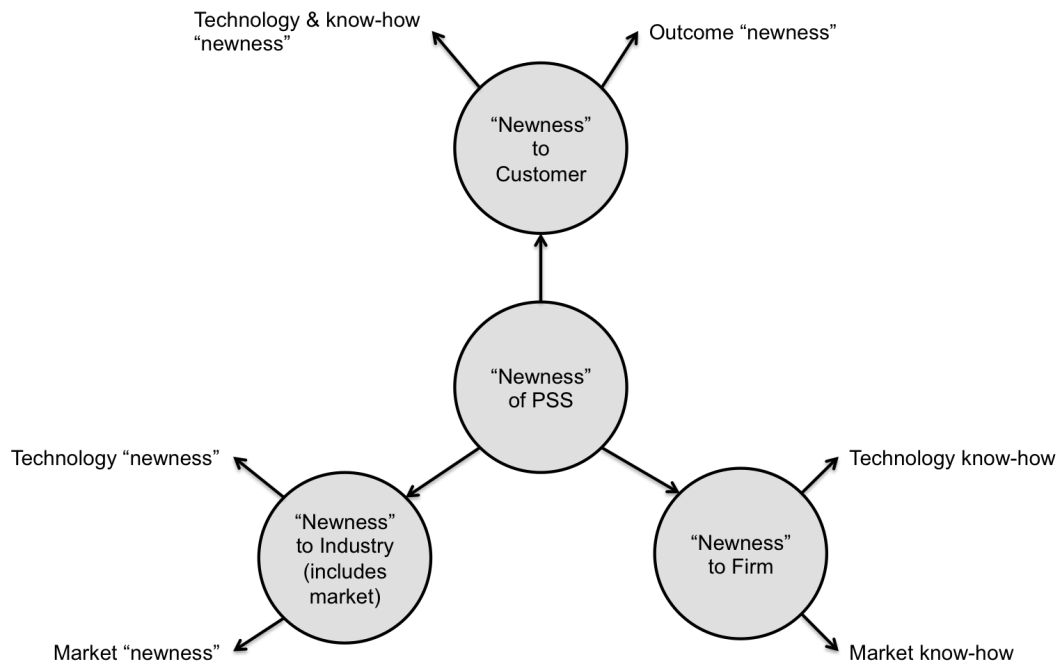 Technology & know-how
“newness”
Outcome “newness”
“Newness”
to
Customer
“Newness”
of PSS
Technology “newness”
Technology know-how
“Newness”
to Industry
(includes
market)
“Newness”
to Firm
Market “newness”
Market know-how